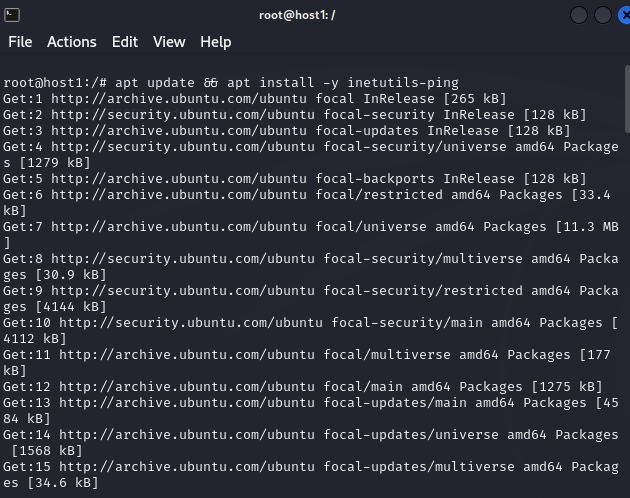 root@host1: /
File Actions Edit View Help
root@host1:/# apt update && apt install -y inetutils-ping
Get:1 http://archive.ubuntu.com/ubuntu focal InRelease [265 kB]
Get:2 http://security.ubuntu.com/ubuntu focal-security InRelease [128 kB]
Get:3 http://archive.ubuntu.com/ubuntu focal-updates InRelease [128 kB]
Get:4 http://security.ubuntu.com/ubuntu focal-security/universe amd64 Package
s [1279 kB]
Get:5 http://archive.ubuntu.com/ubuntu focal-backports InRelease [128 kB]
Get:6 http://archive.ubuntu.com/ubuntu focal/restricted amd64 Packages [33.4
kB]
Get:7 http://archive.ubuntu.com/ubuntu focal/universe amd64 Packages [11.3 MB
]
Get:8 http://security.ubuntu.com/ubuntu focal-security/multiverse amd64 Packa
ges [30.9 kB]
Get:9 http://security.ubuntu.com/ubuntu focal-security/restricted amd64 Packa
ges [4144 kB]
Get:10 http://security.ubuntu.com/ubuntu focal-security/main amd64 Packages [
4112 kB]
Get:11 http://archive.ubuntu.com/ubuntu focal/multiverse amd64 Packages [177
kB]
Get:12 http://archive.ubuntu.com/ubuntu focal/main amd64 Packages [1275 kB]
Get:13 http://archive.ubuntu.com/ubuntu focal-updates/main amd64 Packages [45
84 kB]
Get:14 http://archive.ubuntu.com/ubuntu focal-updates/universe amd64 Packages
[1568 kB]
Get:15 http://archive.ubuntu.com/ubuntu focal-updates/multiverse amd64 Packag
es [34.6 kB]